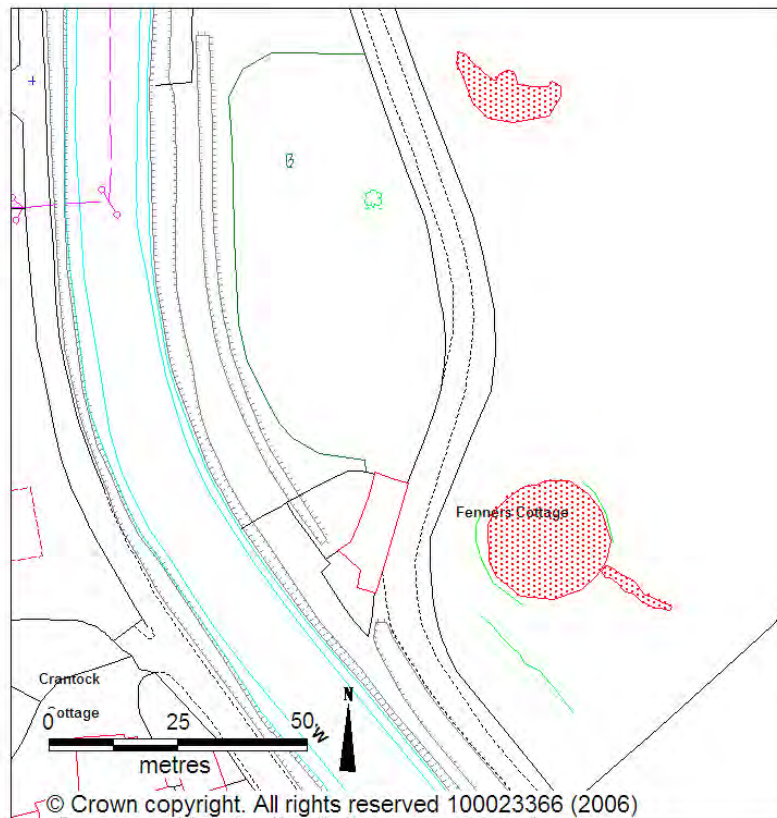 Fenners Cottage
Crantock
Cottage
N
W
0 25 50
metres
© Crown copyright. All rights reserved 100023366 (2006)